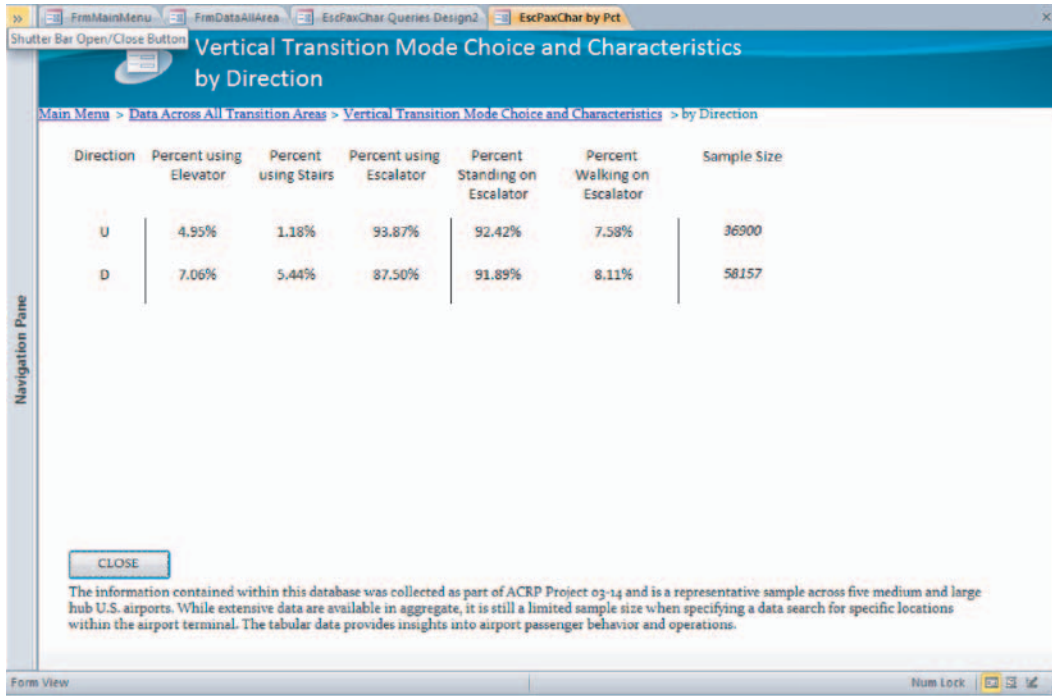 » FrmMainMenu FrmDataAllArea EscPaxChar Queries Design2 EscPaxChar by Pct ×
Shutter Bar Open/Close Button
Vertical Transition Mode Choice and Characteristics
by Direction
Main Menu > Data Across All Transition Areas > Vertical Transition Mode Choice and Characteristics > by Direction
Direction Percent using Percent Percent using Percent Percent Sample Size
Elevator using Stairs Escalator Standing on Walking on
Escalator Escalator
U 4.95% 1.18% 93.87% 92.42% 7.58% 36900
D 7.06% 5.44% 87.50% 91.89% 8.11% 58157
Navigation Pane
CLOSE
The information contained within this database was collected as part of ACRP Project 03-14 and is a representative sample across five medium and large
hub U.S. airports. While extensive data are available in aggregate, it is still a limited sample size when specifying a data search for specific locations
within the airport terminal. The tabular data provides insights into airport passenger behavior and operations.
Form View Num Lock